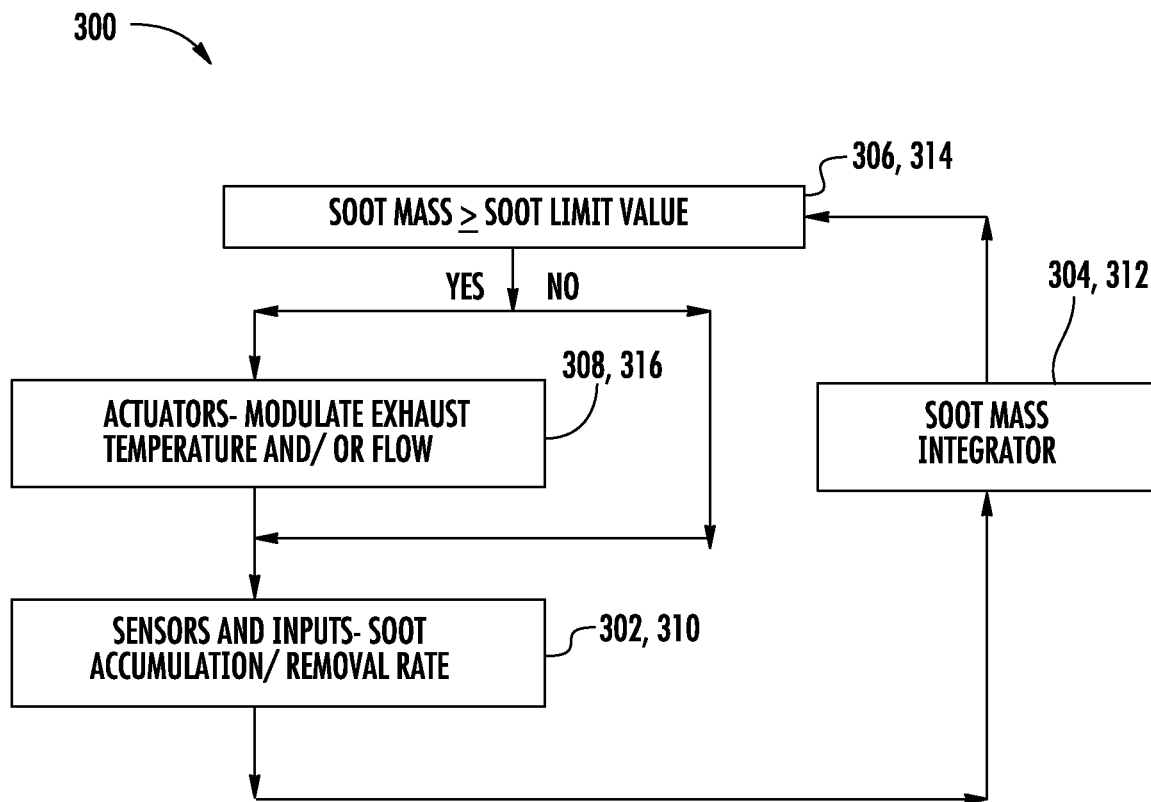 300
306, 314
SOOT MASS ≥ SOOT LIMIT VALUE
YES NO
304, 312
308, 316
ACTUATORS- MODULATE EXHAUST
TEMPERATURE AND/ OR FLOW
SOOT MASS
INTEGRATOR
SENSORS AND INPUTS- SOOT
ACCUMULATION/ REMOVAL RATE
302, 310